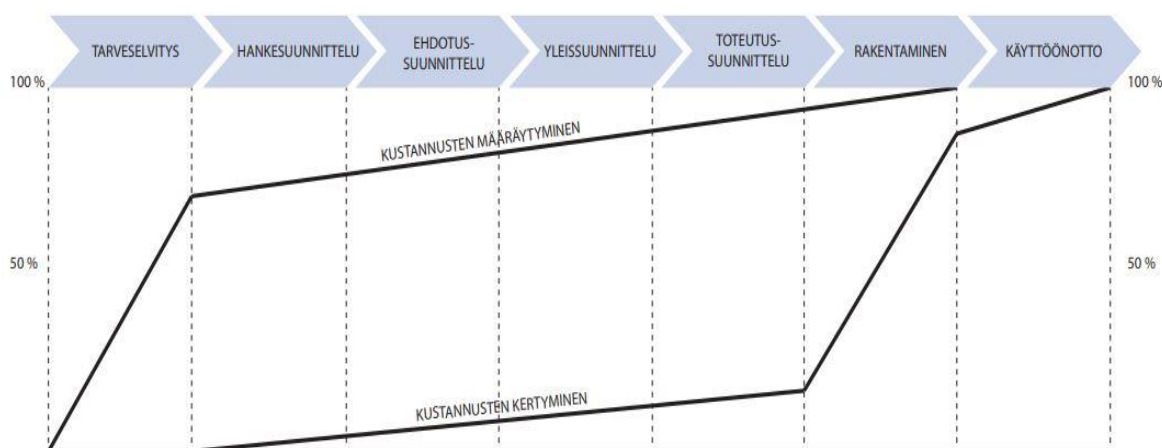 TARVESELVITYS
HANKESUUNNITTELU
EHDOTUS-
SUUNNITTELU
YLEISSUUNNITTELU
TOTEUTUS-
SUUNNITTELU
RAKENTAMINEN
KÄYTTÖÖNOTTO
100 %
100 %
KUSTANNUSTEN MÄÄRÄYTYMINEN
50 %
50 %
KUSTANNUSTEN KERTYMINEN